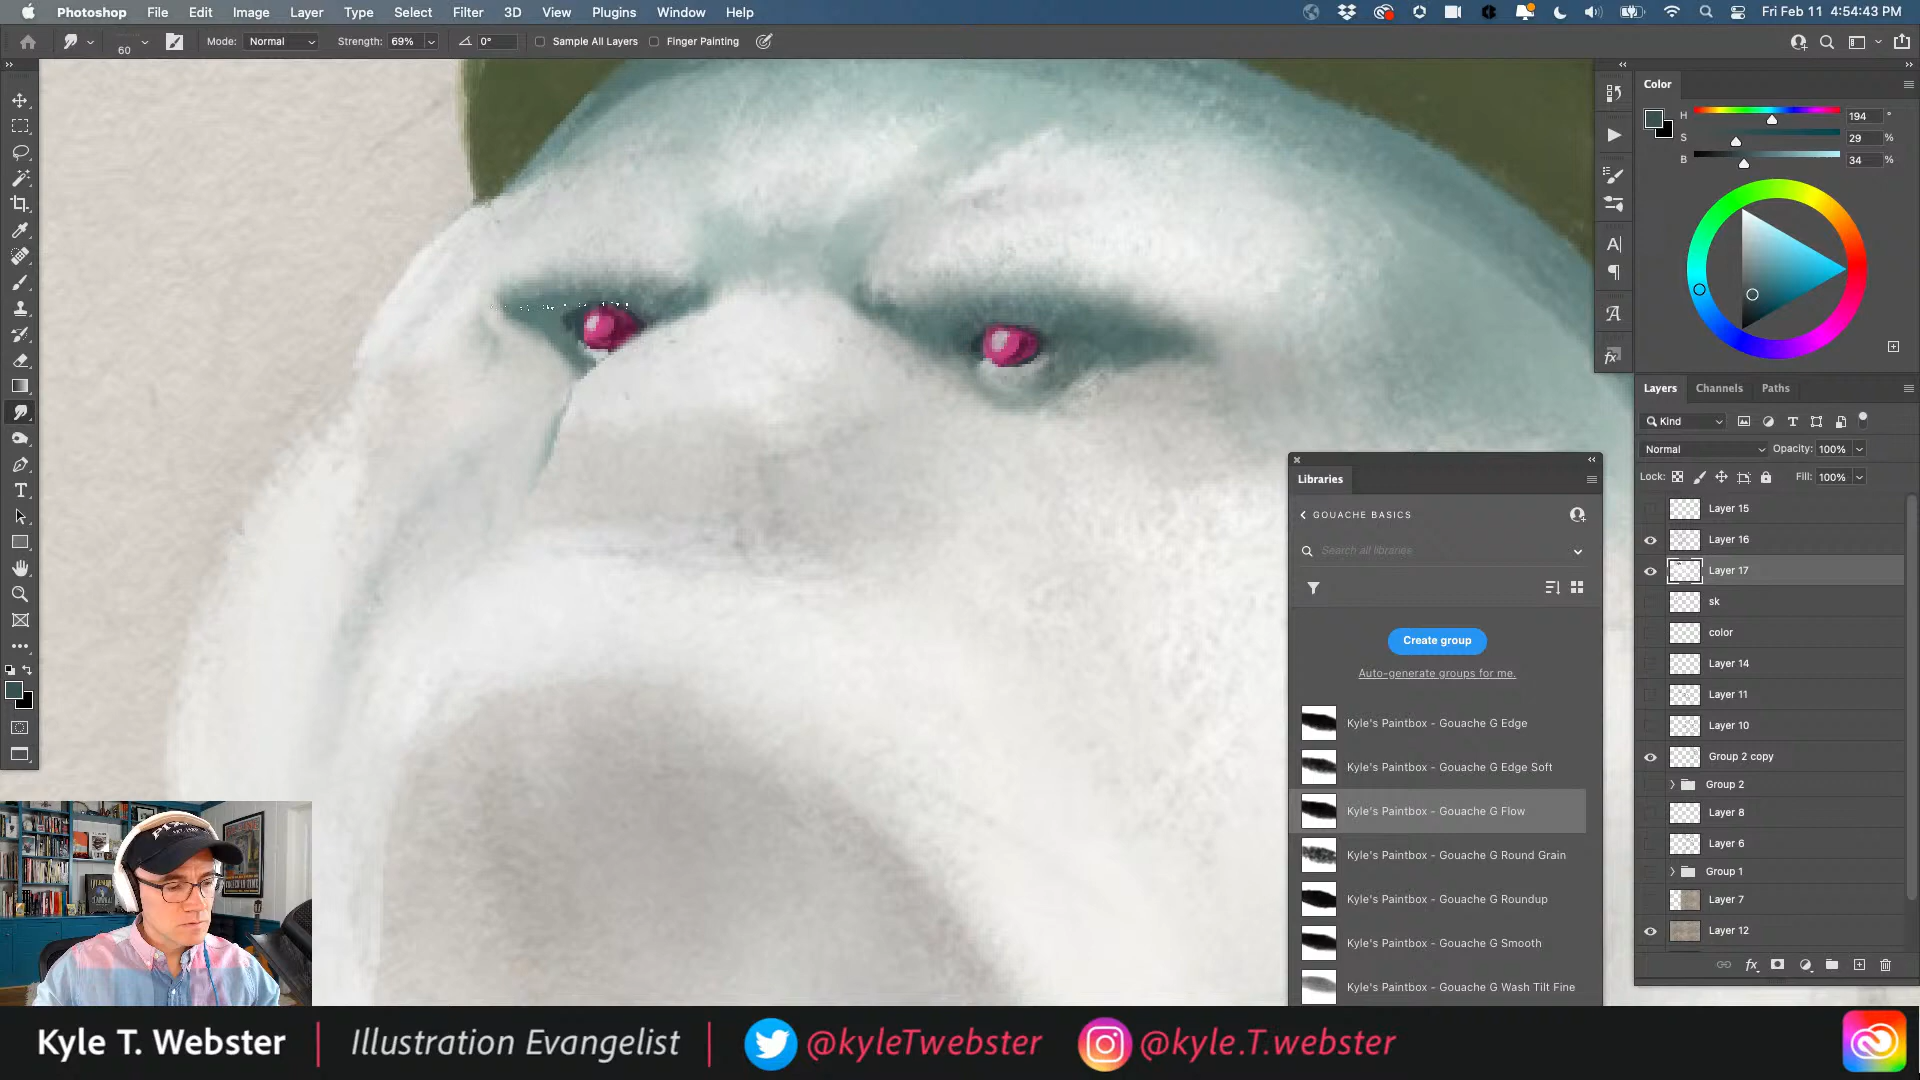 Photoshop File Edit Image Layer Type Select Filter 3D View Plugins Window Help Fri Feb 11 4:54:43 PM
60 Mode: Normal Strength: 69% 0° Sample All Layers Finger Painting
Color
H 194 °
S 29 %
B 34 %
Layers Channels Paths
Kind
Normal Opacity: 100%
Lock: Fill: 100%
Layer 15
Layer 16
Layer 17
sk
color
Layer 14
Layer 11
Layer 10
Group 2 copy
Group 2
Layer 8
Layer 6
Group 1
Layer 7
Layer 12
Libraries
GOUACHE BASICS
Search all libraries
Create group
Auto-generate groups for me.
Kyle's Paintbox - Gouache G Edge
Kyle's Paintbox - Gouache G Edge Soft
Kyle's Paintbox - Gouache G Flow
Kyle's Paintbox - Gouache G Round Grain
Kyle's Paintbox - Gouache G Roundup
Kyle's Paintbox - Gouache G Smooth
Kyle's Paintbox - Gouache G Wash Tilt Fine
Kyle T. Webster | Illustration Evangelist | @kyleTwebster @kyle.T.webster